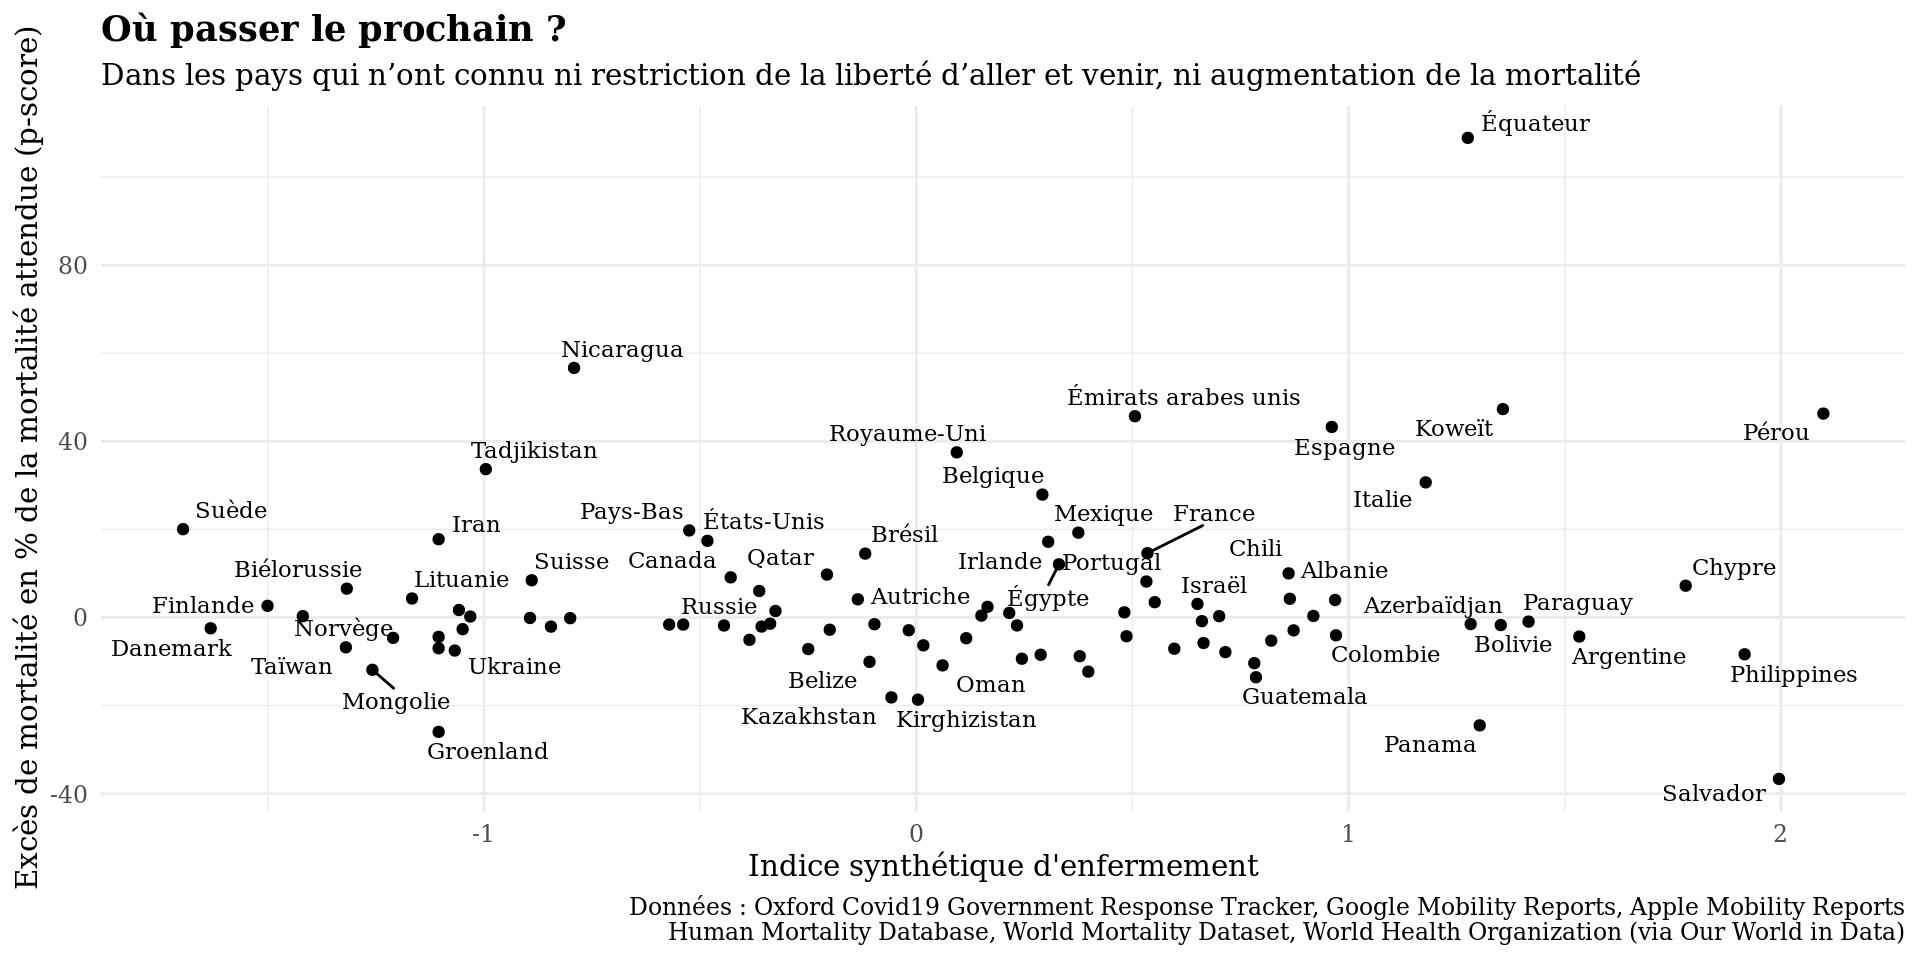 Où passer le prochain ?
Dans les pays qui n’ont connu ni restriction de la liberté d’aller et venir, ni augmentation de la mortalité
Excès de mortalité en % de la mortalité attendue (p-score)
Équateur
80
Nicaragua
Émirats arabes unis
Royaume-Uni
Koweït
Pérou
40
Espagne
Tadjikistan
Belgique
Italie
Suède
Pays-Bas
Mexique
France
États-Unis
Iran
Brésil
Chili
Suisse
Canada
Qatar
Irlande
Portugal
Chypre
Biélorussie
Albanie
Lituanie
Israël
Autriche
Égypte
Finlande
Russie
Azerbaïdjan
Paraguay
0
Norvège
Danemark
Bolivie
Colombie
Argentine
Taïwan
Ukraine
Philippines
Belize
Oman
Mongolie
Guatemala
Kazakhstan
Kirghizistan
Groenland
Panama
-40
Salvador
-1
0
1
2
Indice synthétique d'enfermement
Données : Oxford Covid19 Government Response Tracker, Google Mobility Reports, Apple Mobility Reports
Human Mortality Database, World Mortality Dataset, World Health Organization (via Our World in Data)